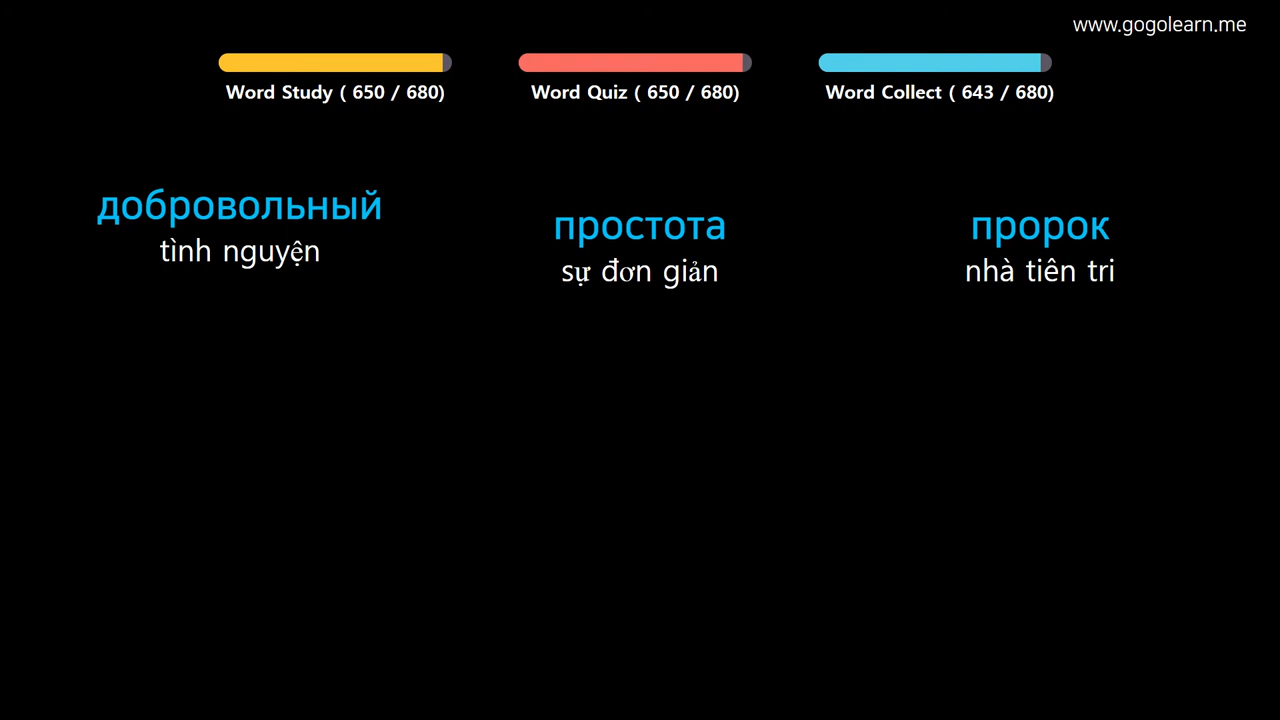 www.gogolearn.me
Word Study ( 650 / 680)
Word Quiz ( 650 / 680)
Word Collect ( 643 / 680)
добровольный
tình nguyện
простота
sự đơn giản
пророк
nhà tiên tri